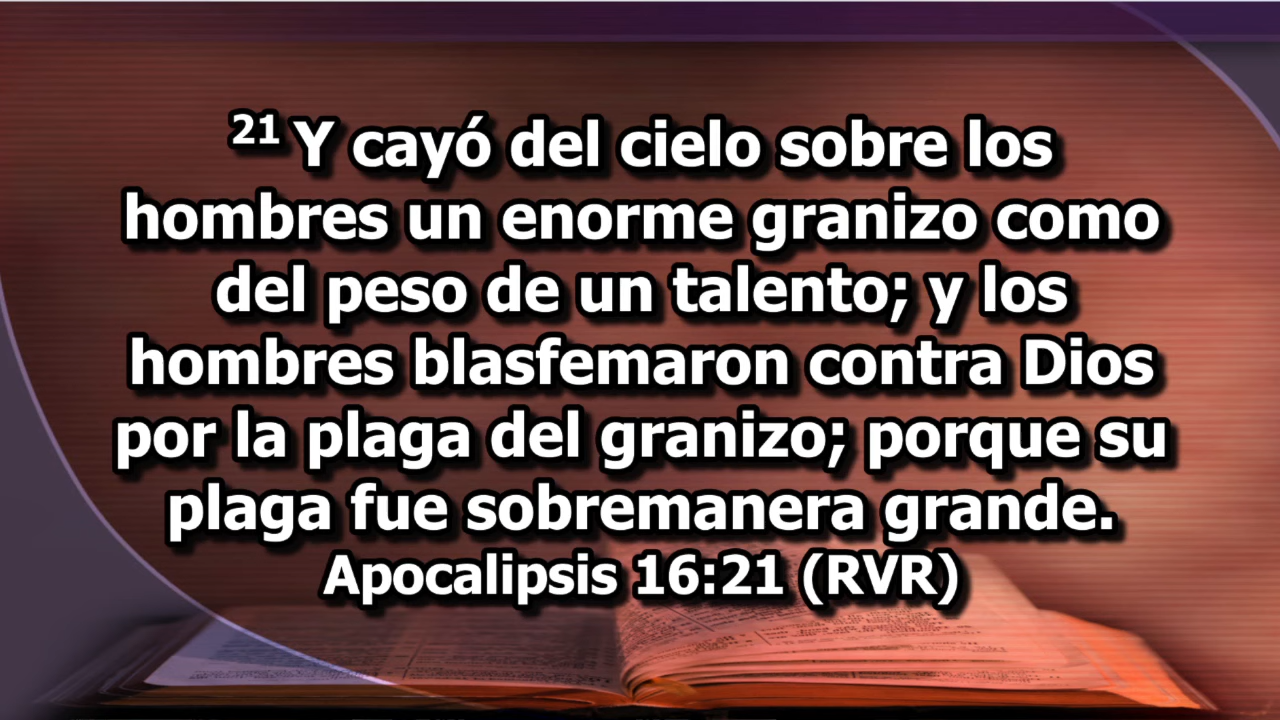 21 Y cayó del cielo sobre los
hombres un enorme granizo como
del peso de un talento; y los
hombres blasfemaron contra Dios
por la plaga del granizo; porque su
plaga fue sobremanera grande.
Apocalipsis 16:21 (RVR)